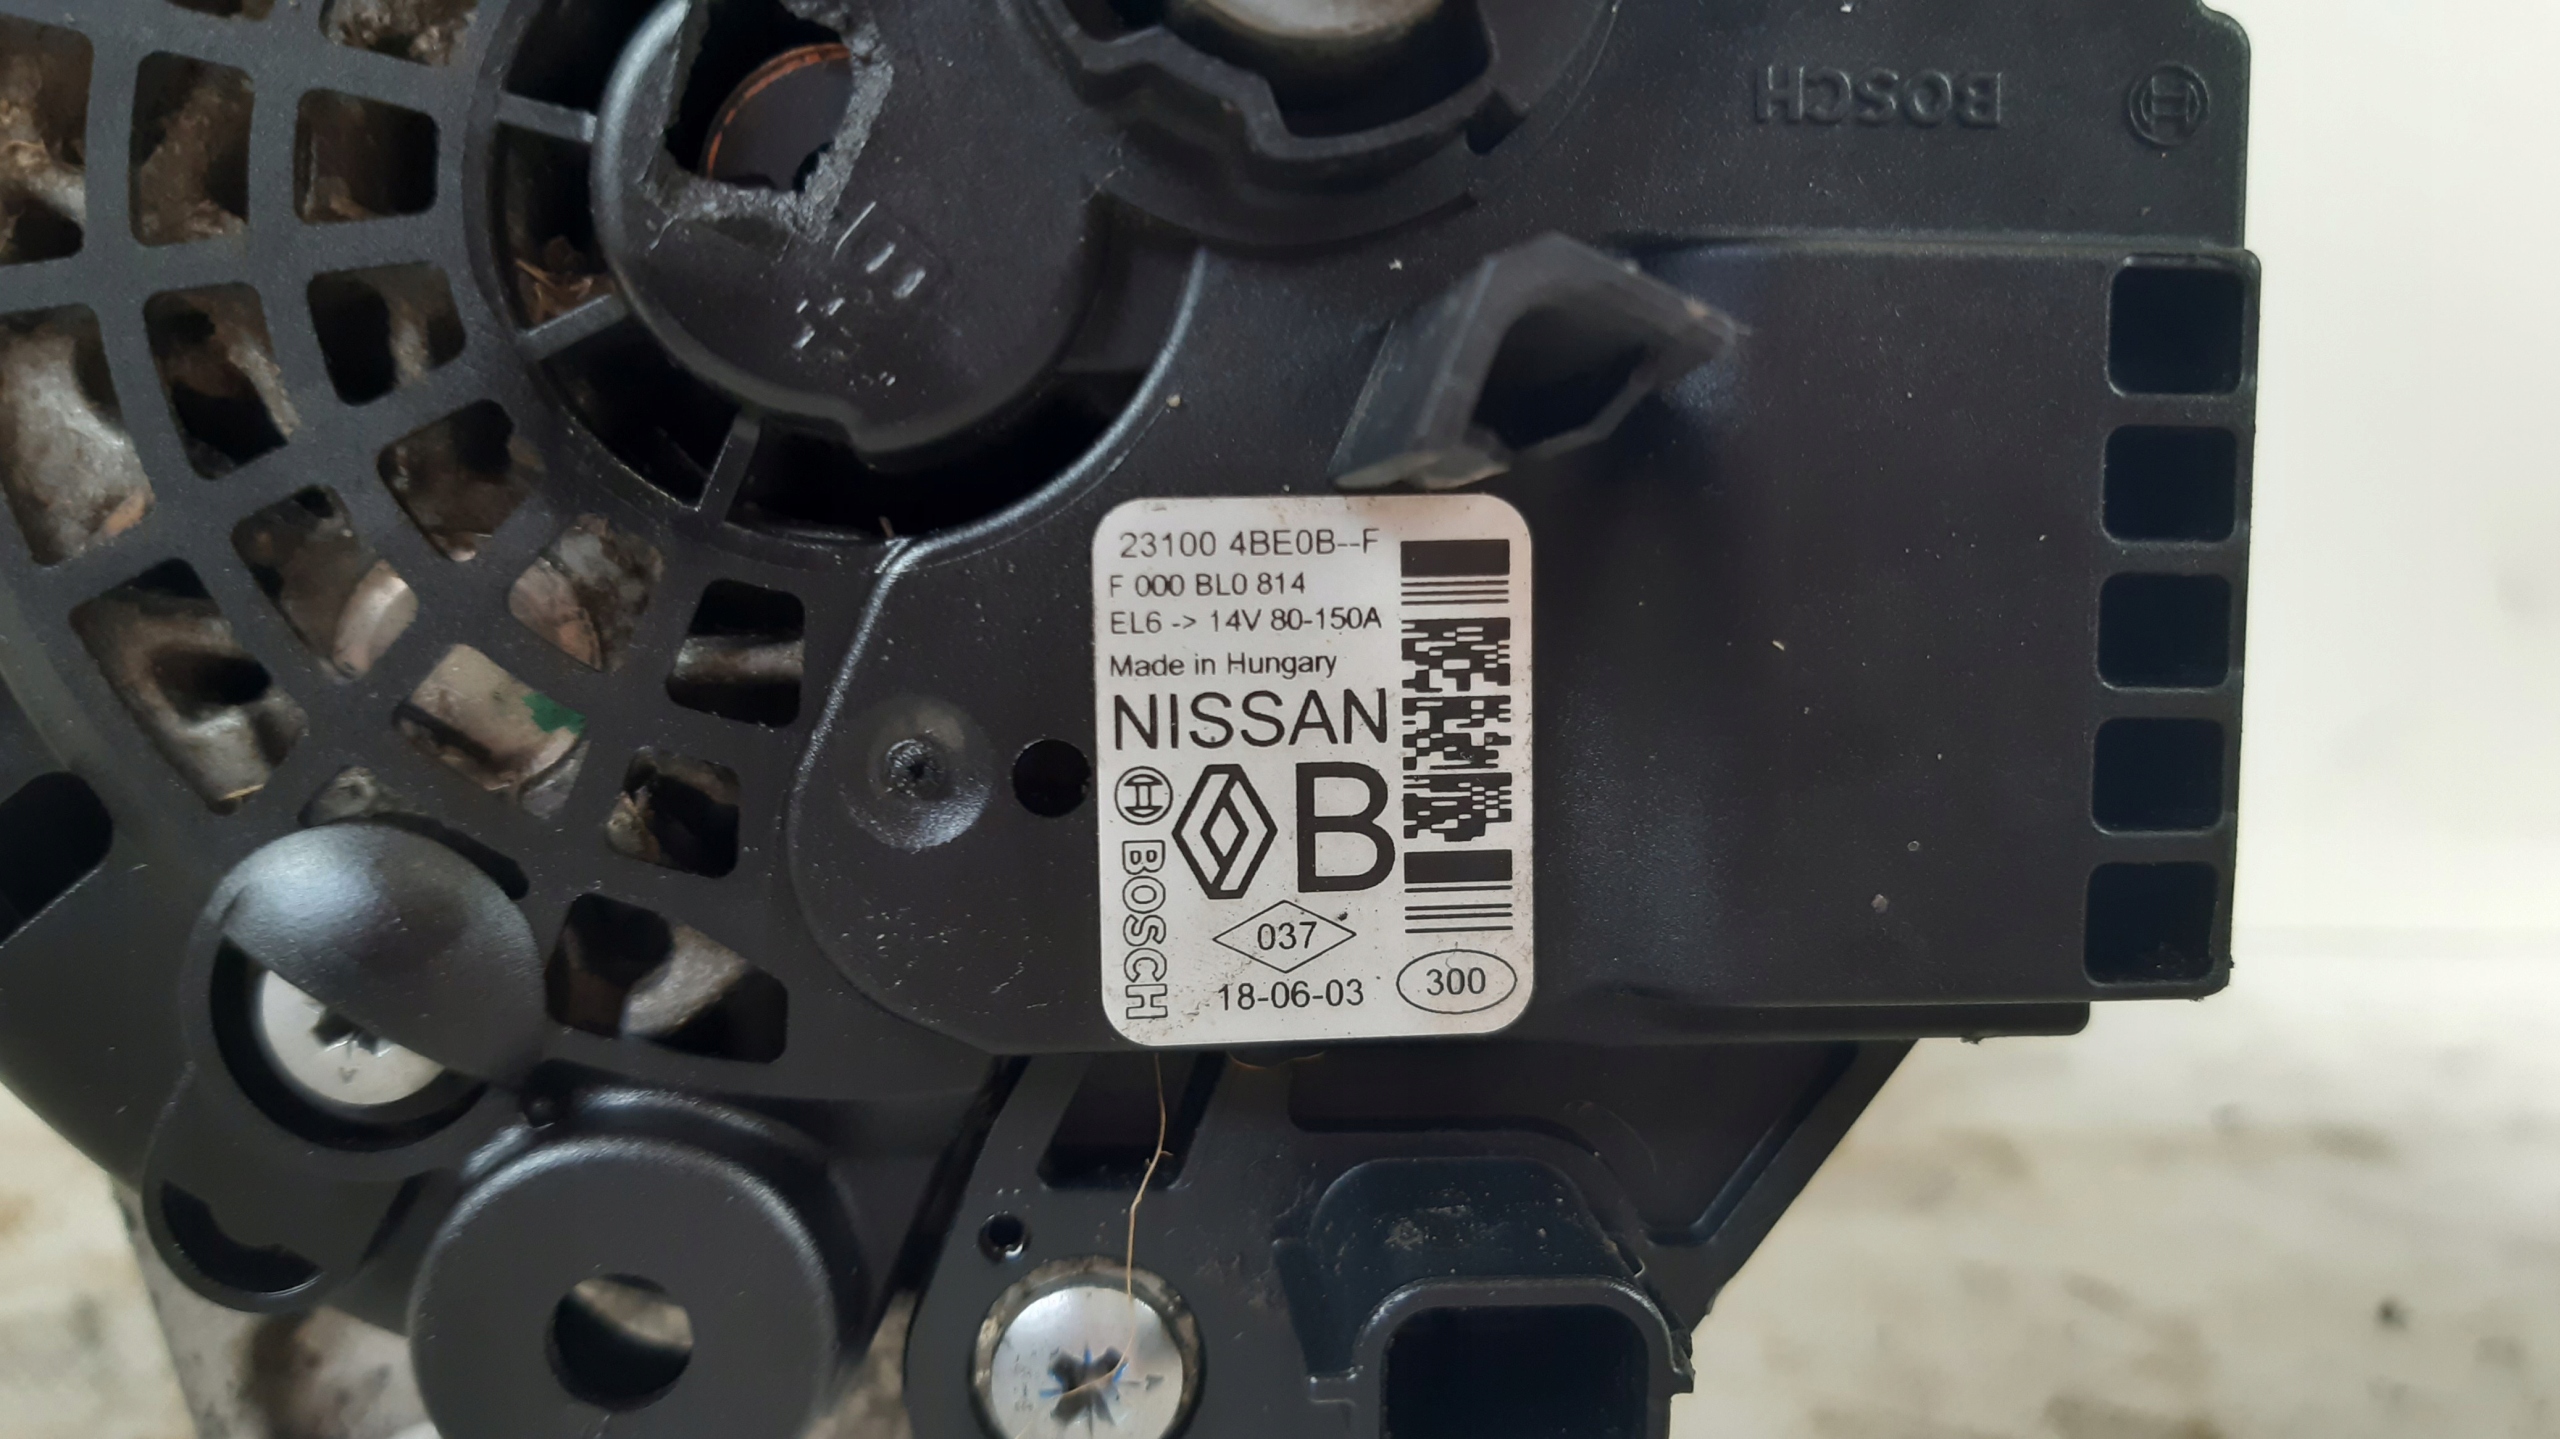 BOSCH
23100 4BE0B--F
F 000 BL0 814
EL6 -> 14V 80-150A
Made in Hungary
NISSAN
B
BOSCH
037
18-06-03
300